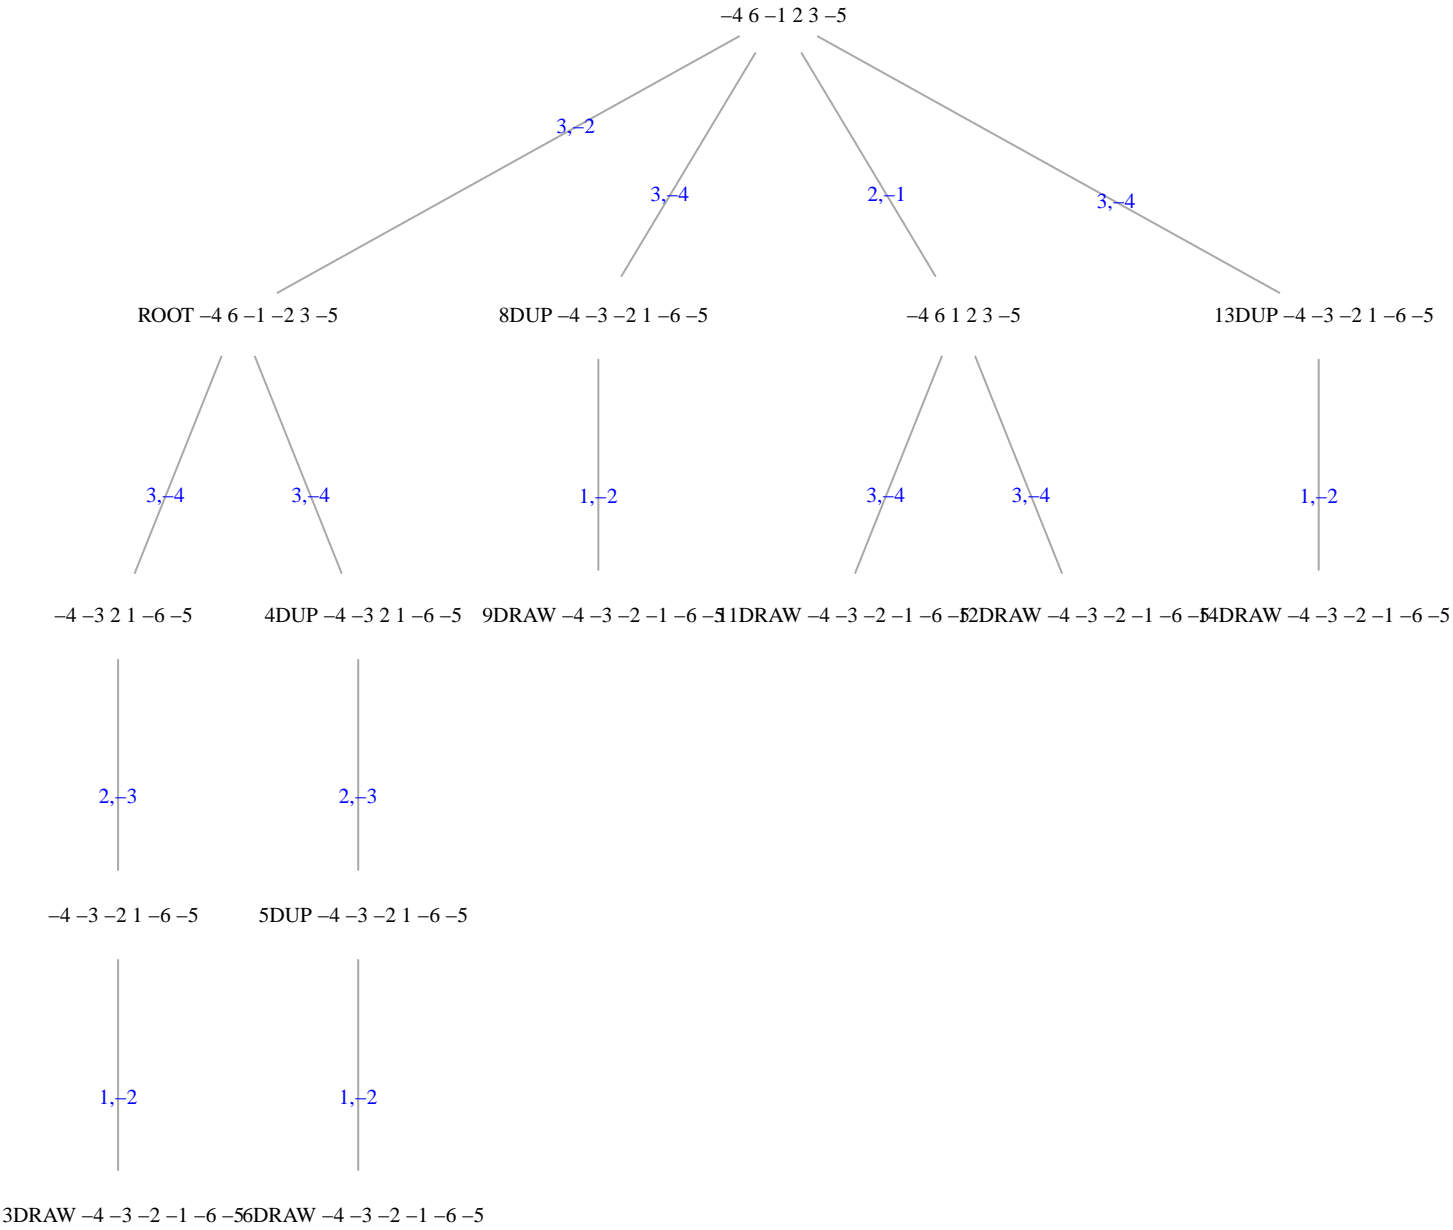 −4 6 −1 2 3 −5
3,−2
3,−4
2,−1
3,−4
ROOT −4 6 −1 −2 3 −5
8DUP −4 −3 −2 1 −6 −5
−4 6 1 2 3 −5
13DUP −4 −3 −2 1 −6 −5
3,−4
3,−4
1,−2
3,−4
3,−4
1,−2
−4 −3 2 1 −6 −5
4DUP −4 −3 2 1 −6 −5
9DRAW −4 −3 −2 −1 −6 −5
11DRAW −4 −3 −2 −1 −6 −5
12DRAW −4 −3 −2 −1 −6 −5
14DRAW −4 −3 −2 −1 −6 −5
2,−3
2,−3
−4 −3 −2 1 −6 −5
5DUP −4 −3 −2 1 −6 −5
1,−2
1,−2
3DRAW −4 −3 −2 −1 −6 −5
6DRAW −4 −3 −2 −1 −6 −5